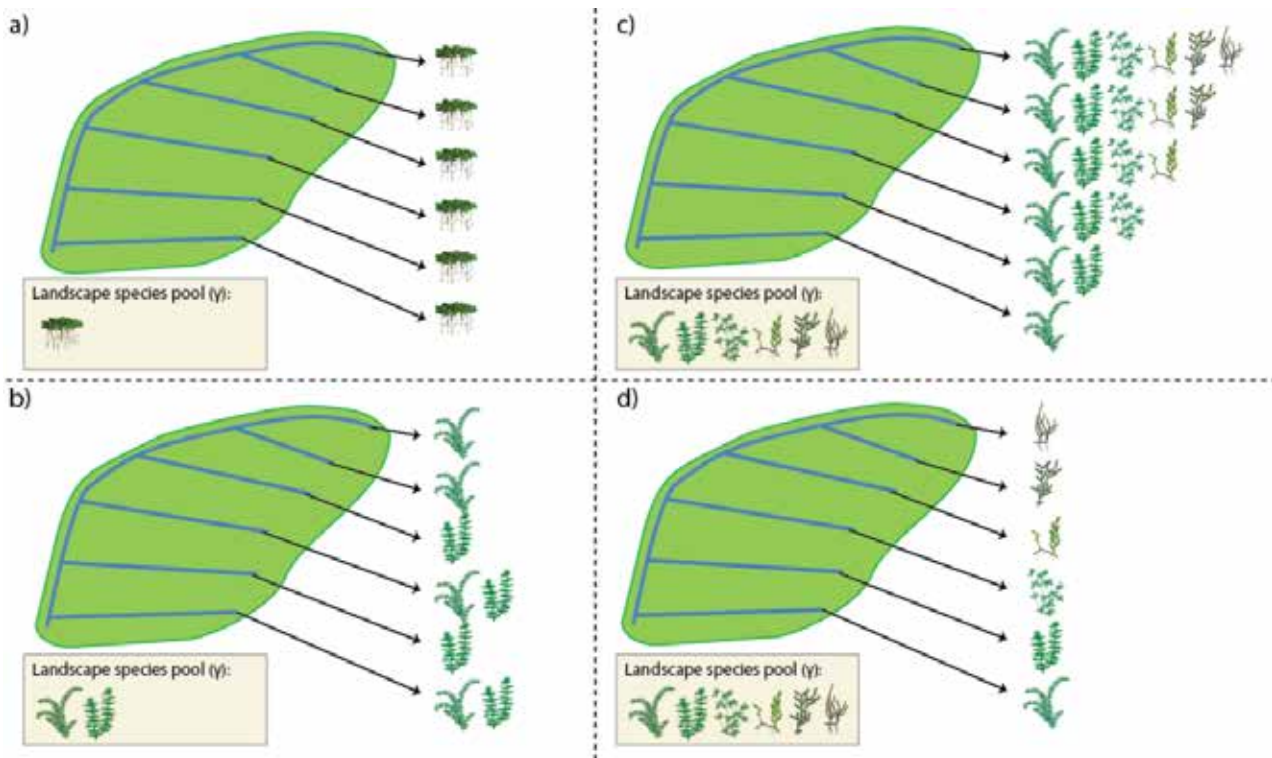 a)
Landscape species pool (γ):
b)
Landscape species pool (γ):
c)
Landscape species pool (γ):
d)
Landscape species pool (γ):